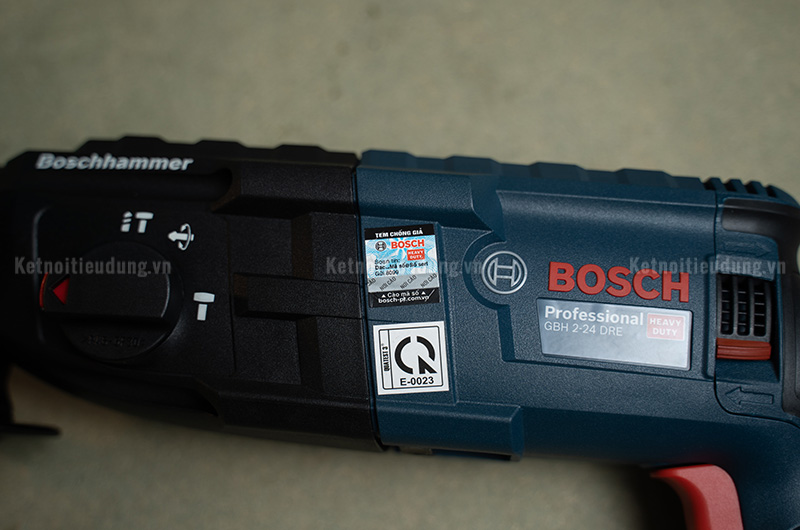 Boschhammer
Ketnoitieudung.vn
Ketnoitieudung.vn
Ketnoitieudung.vn
TEM CHỐNG GIẢ
BOSCH
HEAVY
DUTY
Cào mã số
bosch-pt.com.vn
QUATEST 3
E-0023
BOSCH
Professional
GBH 2-24 DRE
HEAVY
DUTY